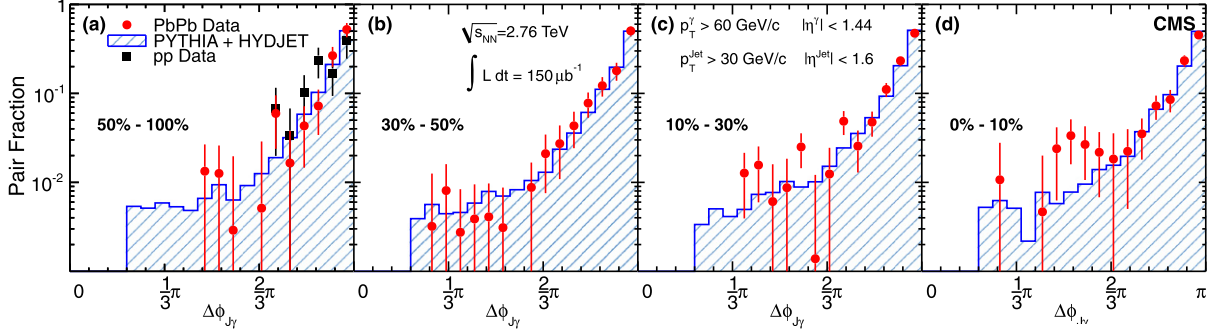 (a)
PbPb Data
PYTHIA + HYDJET
pp Data
50% - 100%
(b)
√s_NN=2.76 TeV
∫ L dt = 150 μb⁻¹
30% - 50%
(c)
p_T^γ > 60 GeV/c |η^γ| < 1.44
p_T^Jet > 30 GeV/c |η^Jet| < 1.6
10% - 30%
(d)
CMS
0% - 10%
Pair Fraction
1
10⁻¹
10⁻²
0 1/3π 2/3π
0 1/3π 2/3π
0 1/3π 2/3π
0 1/3π 2/3π π
Δϕ_Jγ
Δϕ_Jγ
Δϕ_Jγ
Δϕ_Jγ